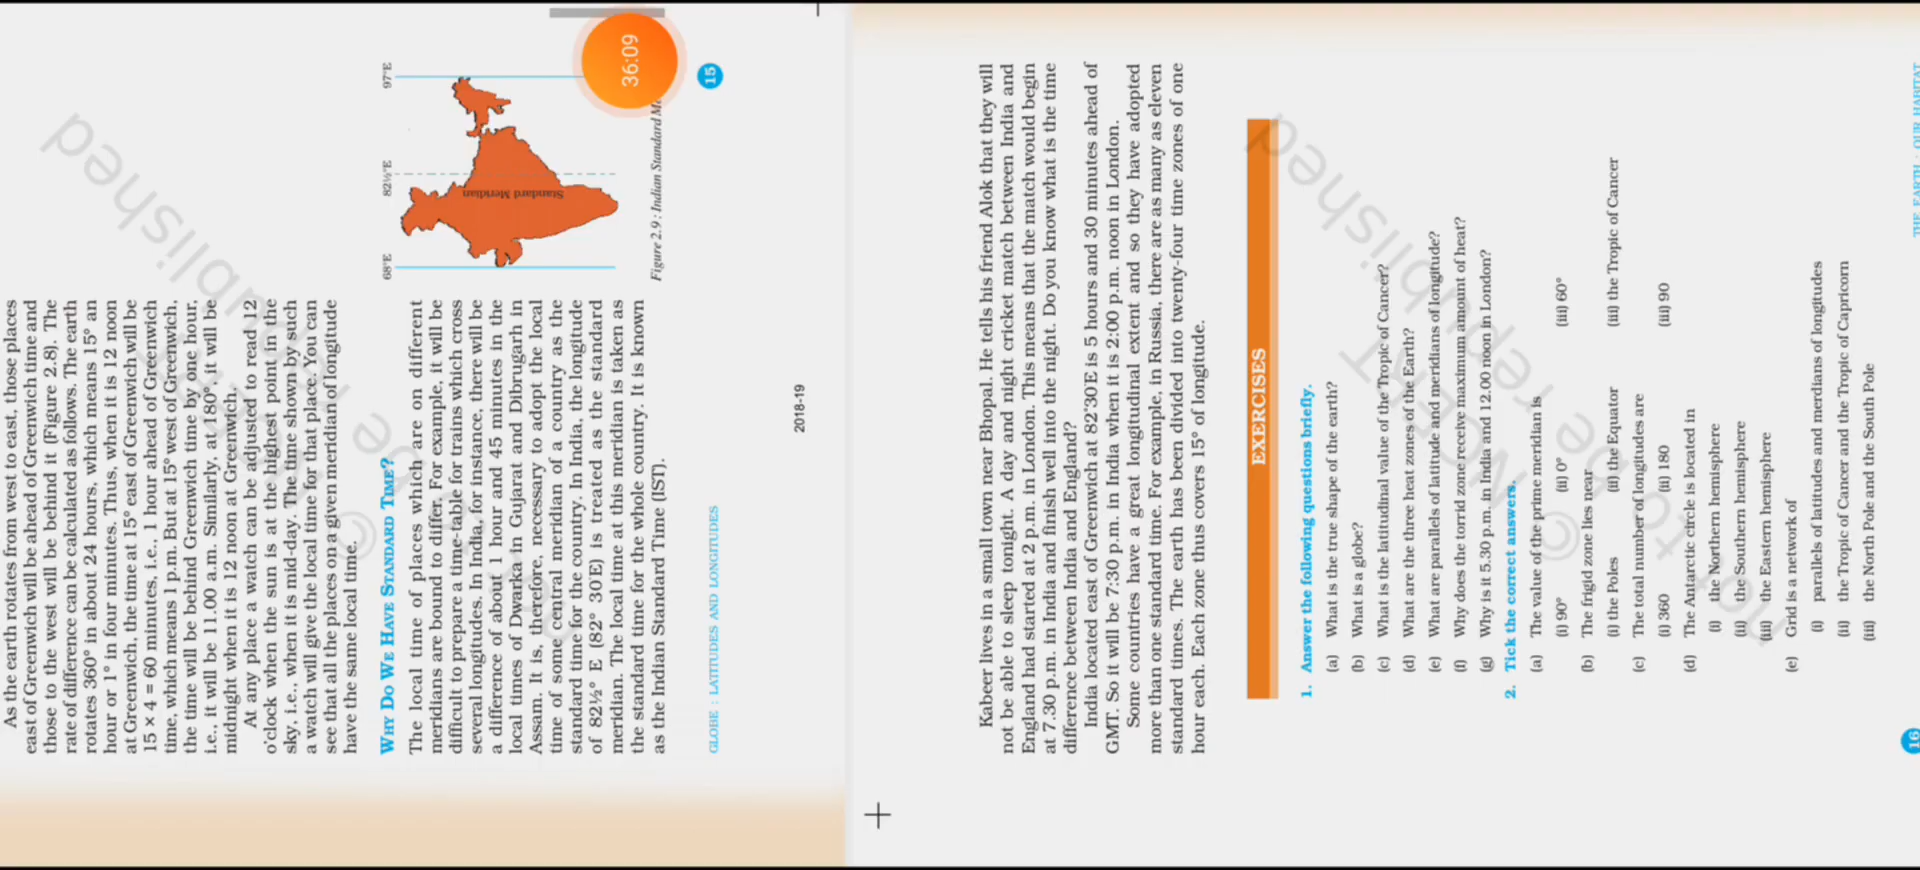 As the earth rotates from west to east, those places
east of Greenwich will be ahead of Greenwich time and
those to the west will be behind it (Figure 2.8). The
rate of difference can be calculated as follows. The earth
rotates 360° in about 24 hours, which means 15° an
hour or 1° in four minutes. Thus, when it is 12 noon
at Greenwich, the time at 15° east of Greenwich will be
15 × 4 = 60 minutes, i.e., 1 hour ahead of Greenwich
time, which means 1 p.m. But at 15° west of Greenwich,
the time will be behind Greenwich time by one hour,
i.e., it will be 11.00 a.m. Similarly, at 180°, it will be
midnight when it is 12 noon at Greenwich.
At any place a watch can be adjusted to read 12
o'clock when the sun is at the highest point in the
sky, i.e., when it is mid-day. The time shown by such
a watch will give the local time for that place. You can
see that all the places on a given meridian of longitude
have the same local time.
WHY DO WE HAVE STANDARD TIME?
The local time of places which are on different
meridians are bound to differ. For example, it will be
difficult to prepare a time-table for trains which cross
several longitudes. In India, for instance, there will be
a difference of about 1 hour and 45 minutes in the
local times of Dwarka in Gujarat and Dibrugarh in
Assam. It is, therefore, necessary to adopt the local
time of some central meridian of a country as the
standard time for the country. In India, the longitude
of 82½° E (82° 30'E) is treated as the standard
meridian. The local time at this meridian is taken as
the standard time for the whole country. It is known
as the Indian Standard Time (IST).
68°E
82½°E
97°E
Standard Meridian
Figure 2.9 : Indian Standard M
36:09
GLOBE : LATITUDES AND LONGITUDES
15
2018-19
© NCERT
not to be republished
Kabeer lives in a small town near Bhopal. He tells his friend Alok that they will
not be able to sleep tonight. A day and night cricket match between India and
England had started at 2 p.m. in London. This means that the match would begin
at 7.30 p.m. in India and finish well into the night. Do you know what is the time
difference between India and England?
India located east of Greenwich at 82°30'E is 5 hours and 30 minutes ahead of
GMT. So it will be 7:30 p.m. in India when it is 2:00 p.m. noon in London.
Some countries have a great longitudinal extent and so they have adopted
more than one standard time. For example, in Russia, there are as many as eleven
standard times. The earth has been divided into twenty-four time zones of one
hour each. Each zone thus covers 15° of longitude.
EXERCISES
1. Answer the following questions briefly.
(a) What is the true shape of the earth?
(b) What is a globe?
(c) What is the latitudinal value of the Tropic of Cancer?
(d) What are the three heat zones of the Earth?
(e) What are parallels of latitude and meridians of longitude?
(f) Why does the torrid zone receive maximum amount of heat?
(g) Why is it 5.30 p.m. in India and 12.00 noon in London?
2. Tick the correct answers.
(a) The value of the prime meridian is
(i) 90° (ii) 0° (iii) 60°
(b) The frigid zone lies near
(i) the Poles (ii) the Equator (iii) the Tropic of Cancer
(c) The total number of longitudes are
(i) 360 (ii) 180 (iii) 90
(d) The Antarctic circle is located in
(i) the Northern hemisphere
(ii) the Southern hemisphere
(iii) the Eastern hemisphere
(e) Grid is a network of
(i) parallels of latitudes and merdians of longitudes
(ii) the Tropic of Cancer and the Tropic of Capricorn
(iii) the North Pole and the South Pole
16
THE EARTH : OUR HABITAT
© NCERT
not to be republished